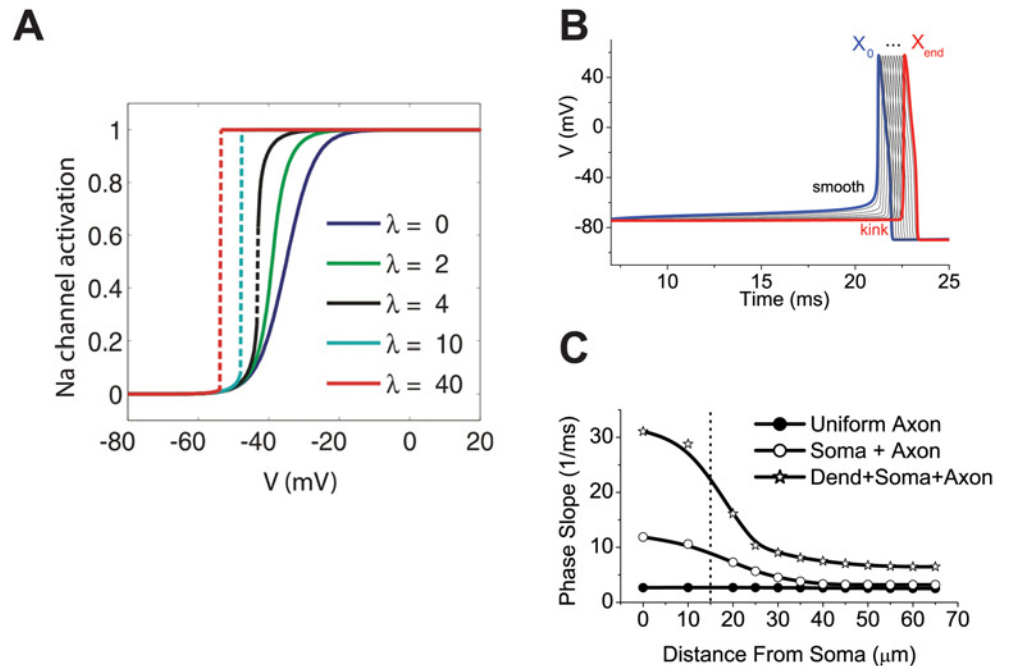 A
Na channel activation
1
0.8
0.6
0.4
0.2
0
-80
-60
-40
-20
0
20
V (mV)
λ = 0
λ = 2
λ = 4
λ = 10
λ = 40
B
V (mV)
40
0
-40
-80
10
15
20
25
Time (ms)
X0
...
Xend
smooth
kink
C
Phase Slope (1/ms)
30
20
10
0
0
10
20
30
40
50
60
70
Distance From Soma (μm)
Uniform Axon
Soma + Axon
Dend+Soma+Axon